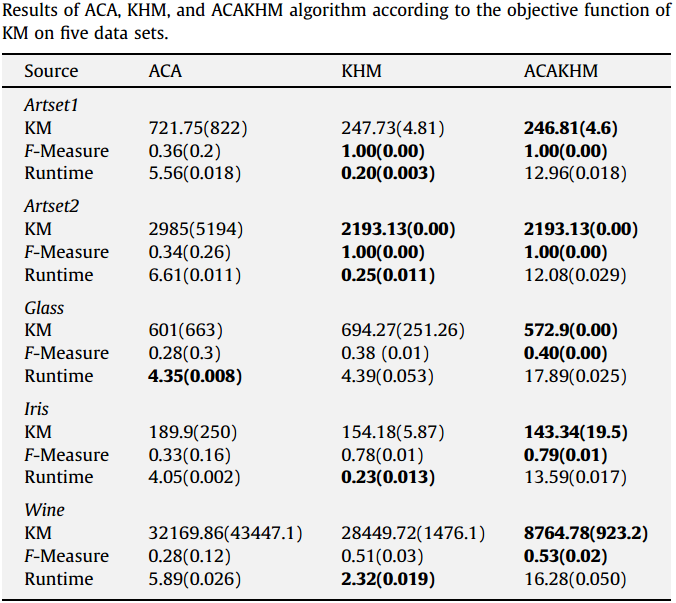 Results of ACA, KHM, and ACAKHM algorithm according to the objective function of
KM on five data sets.
Source ACA KHM ACAKHM
Artset1
KM 721.75(822) 247.73(4.81) 246.81(4.6)
F-Measure 0.36(0.2) 1.00(0.00) 1.00(0.00)
Runtime 5.56(0.018) 0.20(0.003) 12.96(0.018)
Artset2
KM 2985(5194) 2193.13(0.00) 2193.13(0.00)
F-Measure 0.34(0.26) 1.00(0.00) 1.00(0.00)
Runtime 6.61(0.011) 0.25(0.011) 12.08(0.029)
Glass
KM 601(663) 694.27(251.26) 572.9(0.00)
F-Measure 0.28(0.3) 0.38 (0.01) 0.40(0.00)
Runtime 4.35(0.008) 4.39(0.053) 17.89(0.025)
Iris
KM 189.9(250) 154.18(5.87) 143.34(19.5)
F-Measure 0.33(0.16) 0.78(0.01) 0.79(0.01)
Runtime 4.05(0.002) 0.23(0.013) 13.59(0.017)
Wine
KM 32169.86(43447.1) 28449.72(1476.1) 8764.78(923.2)
F-Measure 0.28(0.12) 0.51(0.03) 0.53(0.02)
Runtime 5.89(0.026) 2.32(0.019) 16.28(0.050)